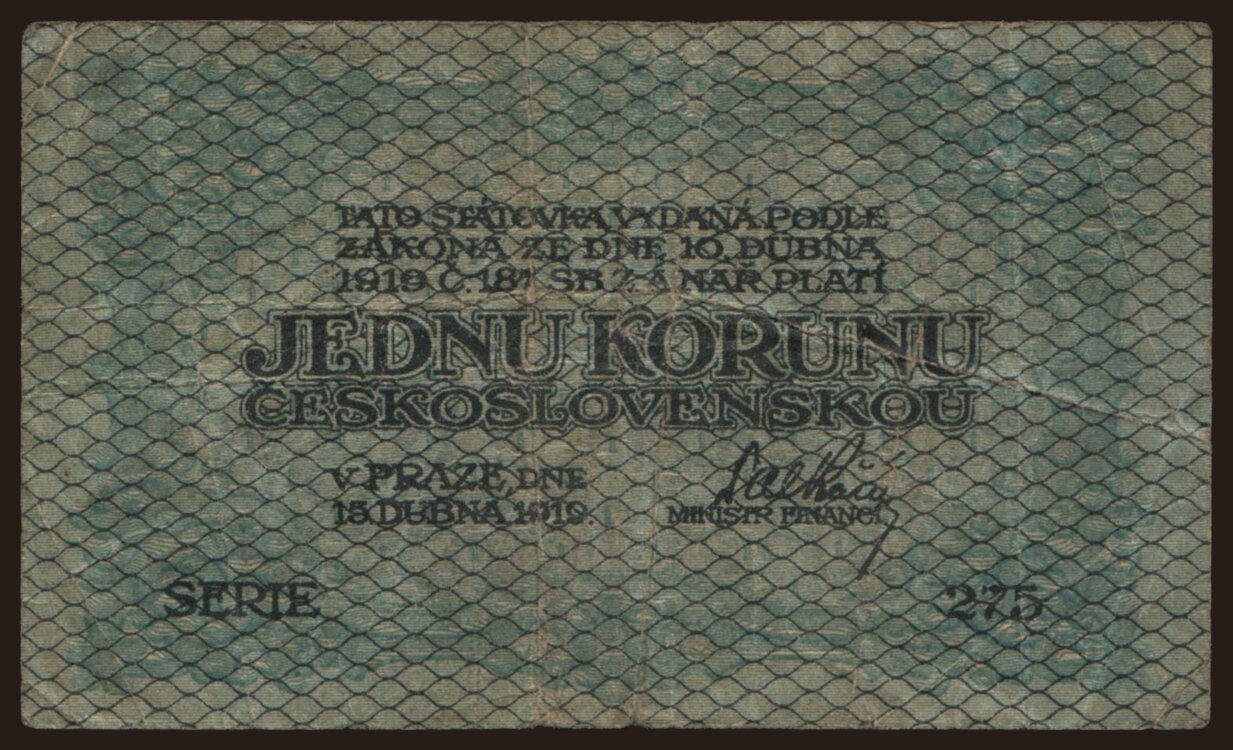 TATO STÁTOVKA VYDANÁ PODLE
ZÁKONA ZE DNE 10. DUBNA
1919 Č. 187 SB. Z. A NAŘ. PLATÍ
JEDNU KORUNU
ČESKOSLOVENSKOU
V PRAZE, DNE
15. DUBNA 1919.
MINISTR FINANCÍ
SERIE 275